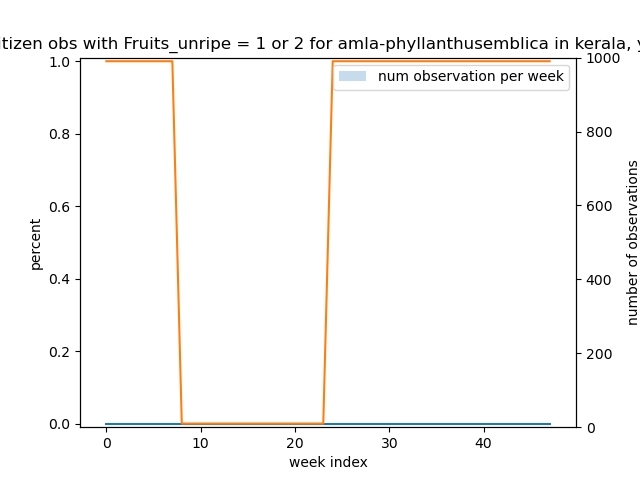 itizen obs with Fruits_unripe = 1 or 2 for amla-phyllanthusemblica in kerala, y
num observation per week
percent
1.0
0.8
0.6
0.4
0.2
0.0
1000
800
600
400
200
0
number of observations
0 10 20 30 40
week index